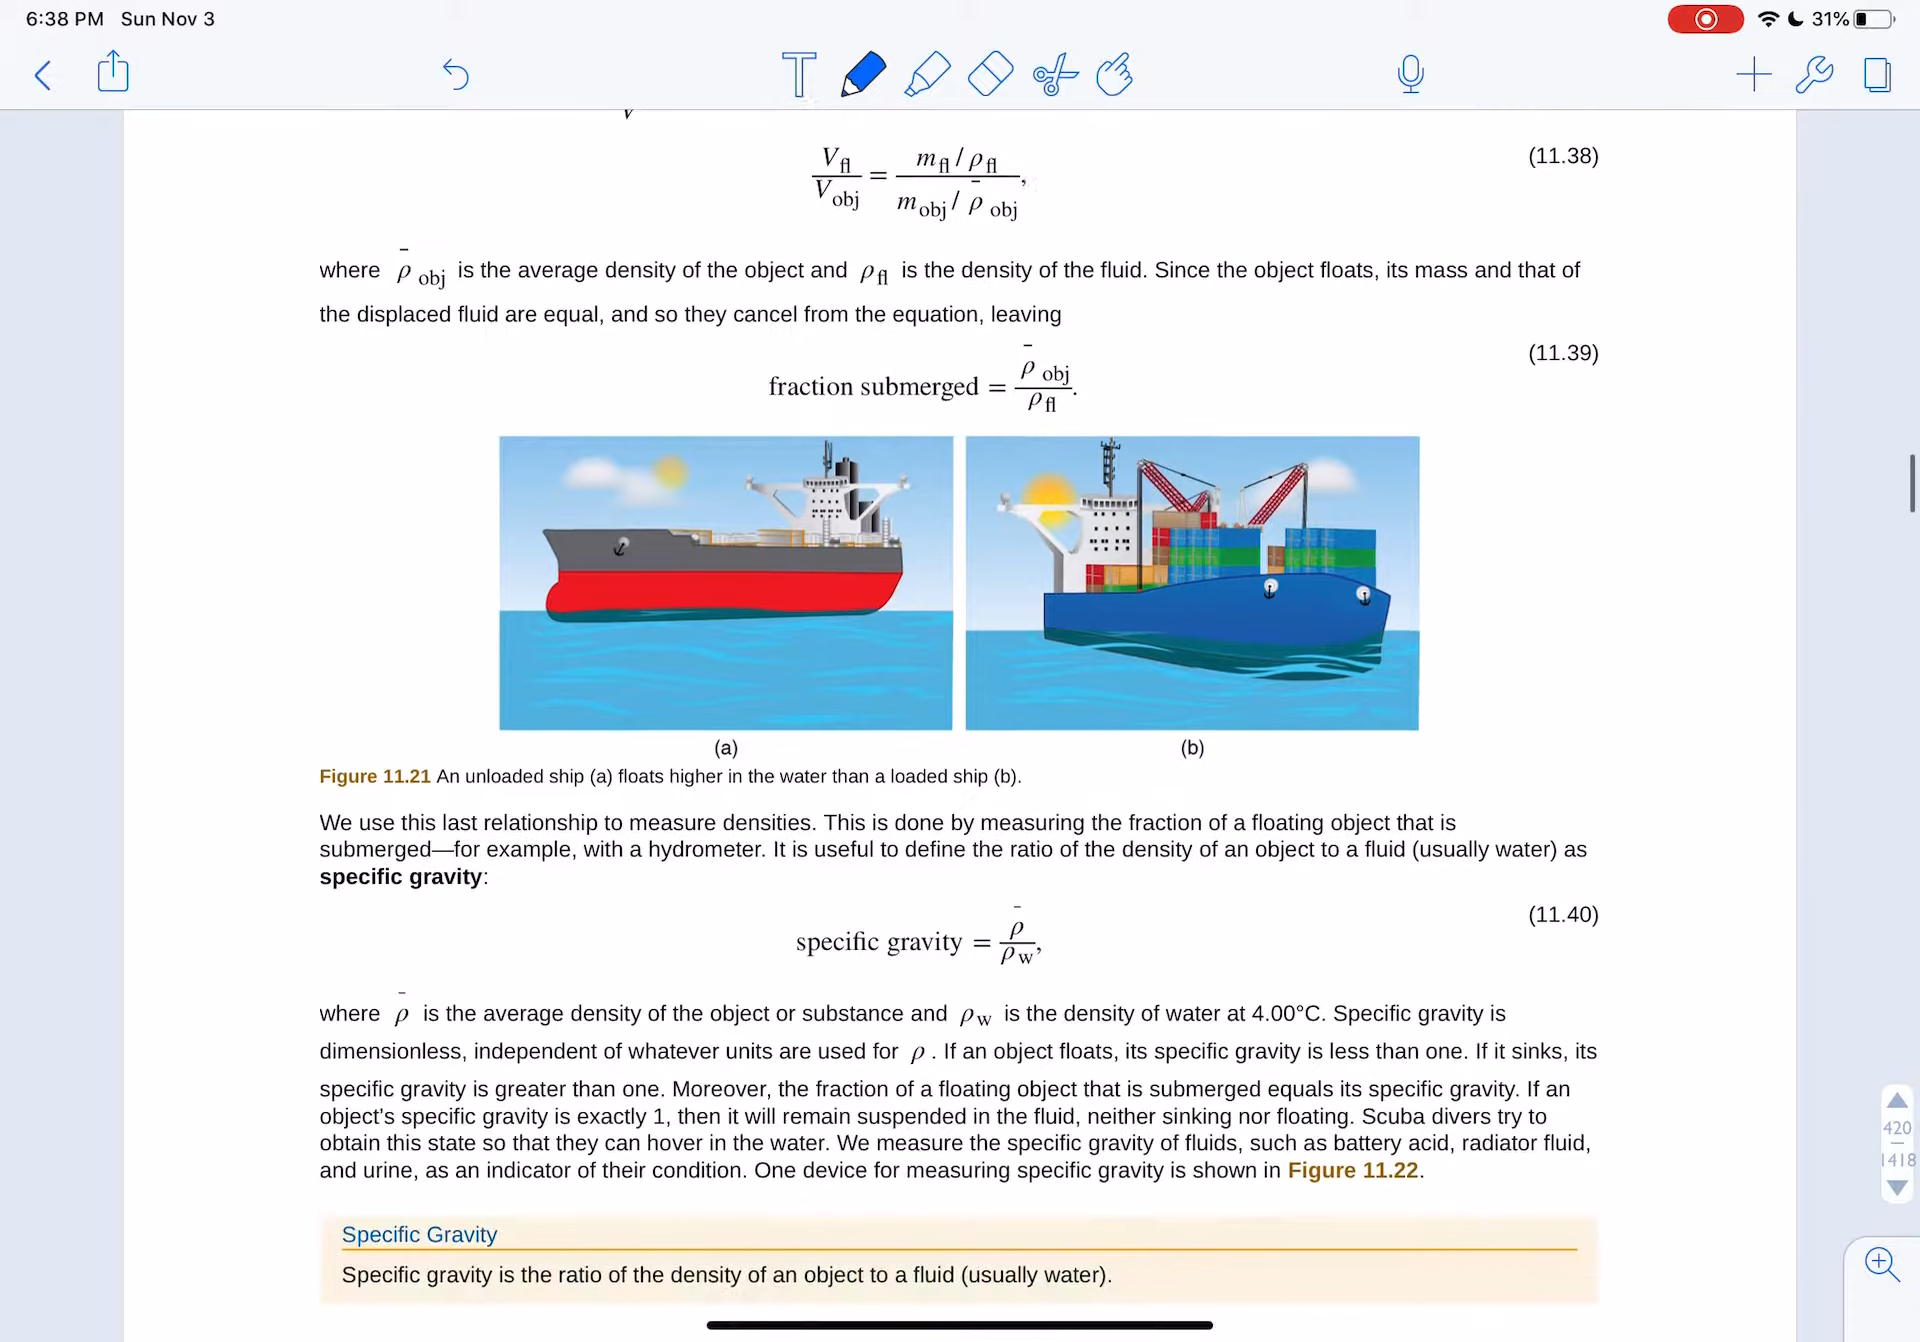 6:38 PM Sun Nov 3
31%
V
V fl / V obj = m fl / ρ fl / m obj / ρ̄ obj , (11.38)
where ρ̄ obj is the average density of the object and ρ fl is the density of the fluid. Since the object floats, its mass and that of
the displaced fluid are equal, and so they cancel from the equation, leaving
fraction submerged = ρ̄ obj / ρ fl . (11.39)
(a) (b)
Figure 11.21 An unloaded ship (a) floats higher in the water than a loaded ship (b).
We use this last relationship to measure densities. This is done by measuring the fraction of a floating object that is
submerged—for example, with a hydrometer. It is useful to define the ratio of the density of an object to a fluid (usually water) as
specific gravity:
specific gravity = ρ̄ / ρ w , (11.40)
where ρ̄ is the average density of the object or substance and ρ w is the density of water at 4.00°C. Specific gravity is
dimensionless, independent of whatever units are used for ρ . If an object floats, its specific gravity is less than one. If it sinks, its
specific gravity is greater than one. Moreover, the fraction of a floating object that is submerged equals its specific gravity. If an
object's specific gravity is exactly 1, then it will remain suspended in the fluid, neither sinking nor floating. Scuba divers try to
obtain this state so that they can hover in the water. We measure the specific gravity of fluids, such as battery acid, radiator fluid,
and urine, as an indicator of their condition. One device for measuring specific gravity is shown in Figure 11.22.
420
1418
Specific Gravity
Specific gravity is the ratio of the density of an object to a fluid (usually water).